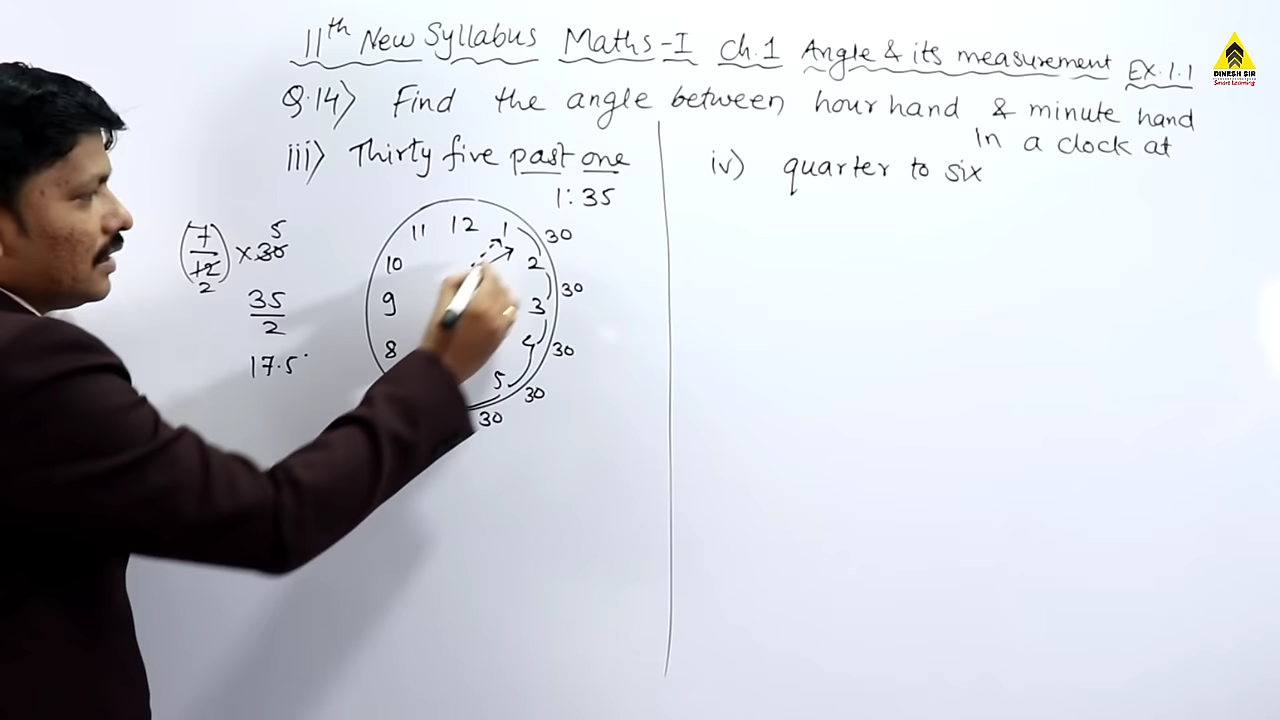 11th New Syllabus Maths-I Ch.1 Angle & its measurement EX.1.1
DINESH SIR
Smart Learning
Q.14) Find the angle between hour hand & minute hand
In a clock at
iii) Thirty five past one
1:35
iv) quarter to six
(7/12) × 30
5
2
35/2
17.5°
12
11
1
10
2
9
3
8
4
5
30
30
30
30
30